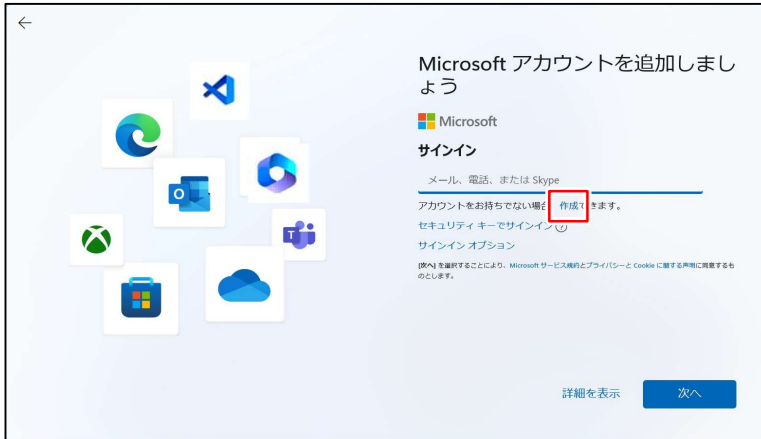 Microsoft アカウントを追加しまし
ょう
Microsoft
サインイン
メール、電話、または Skype
アカウントをお持ちでない場合、作成できます。
セキュリティ キーでサインイン
サインイン オプション
[次へ] を選択することにより、Microsoft サービス規約とプライバシーと Cookie に関する声明に同意するも
のとします。
詳細を表示
次へ